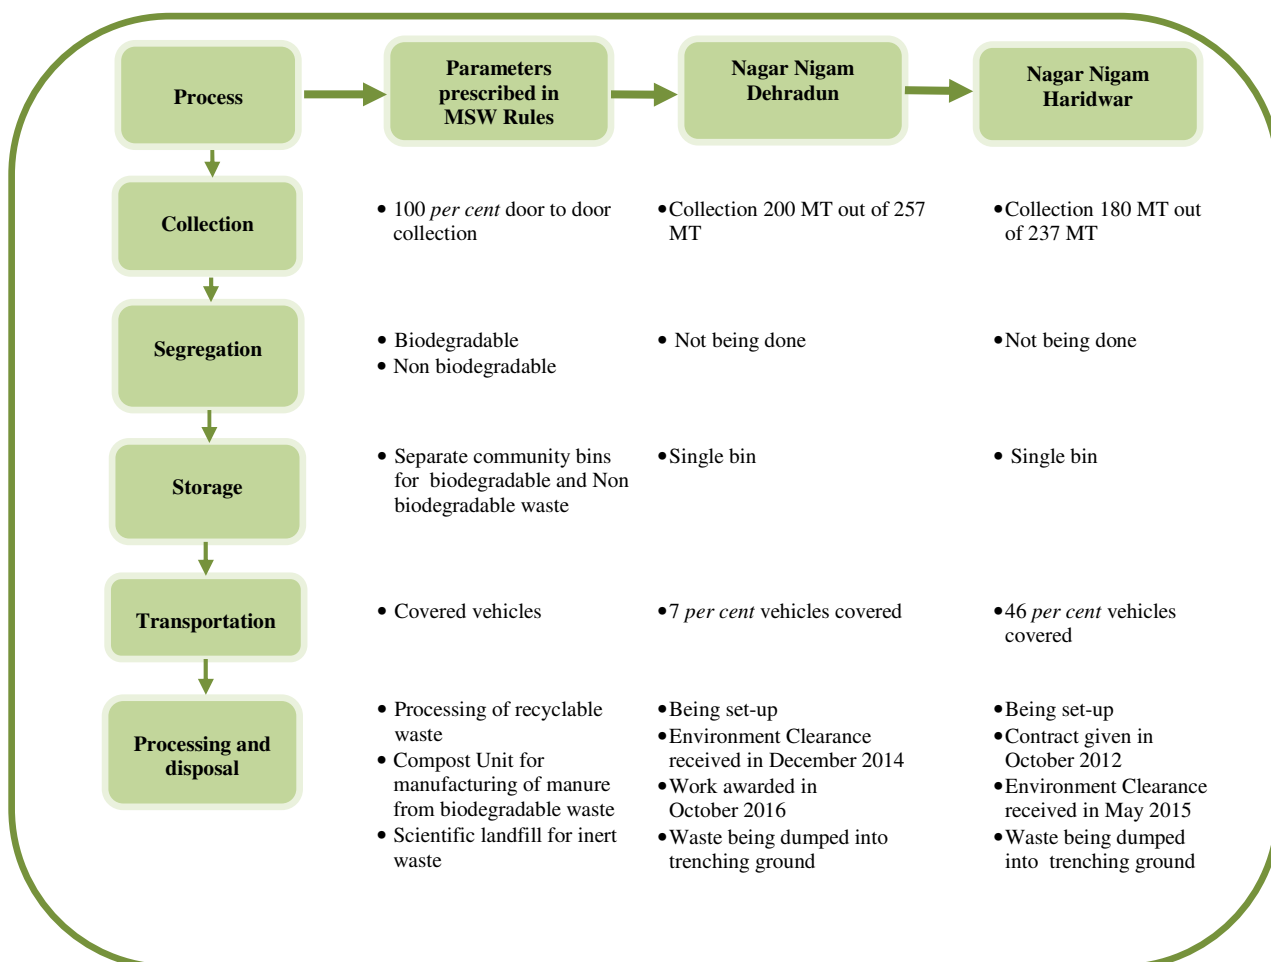 Process
Parameters
prescribed in
MSW Rules
Nagar Nigam
Dehradun
Nagar Nigam
Haridwar
Collection
• 100 per cent door to door
collection
•Collection 200 MT out of 257
MT
•Collection 180 MT out
of 237 MT
Segregation
• Biodegradable
• Non biodegradable
• Not being done
•Not being done
Storage
• Separate community bins
for biodegradable and Non
biodegradable waste
•Single bin
• Single bin
Transportation
• Covered vehicles
•7 per cent vehicles covered
•46 per cent vehicles
covered
Processing and
disposal
• Processing of recyclable
waste
• Compost Unit for
manufacturing of manure
from biodegradable waste
• Scientific landfill for inert
waste
•Being set-up
•Environment Clearance
received in December 2014
•Work awarded in
October 2016
•Waste being dumped into
trenching ground
•Being set-up
•Contract given in
October 2012
•Environment Clearance
received in May 2015
•Waste being dumped
into trenching ground